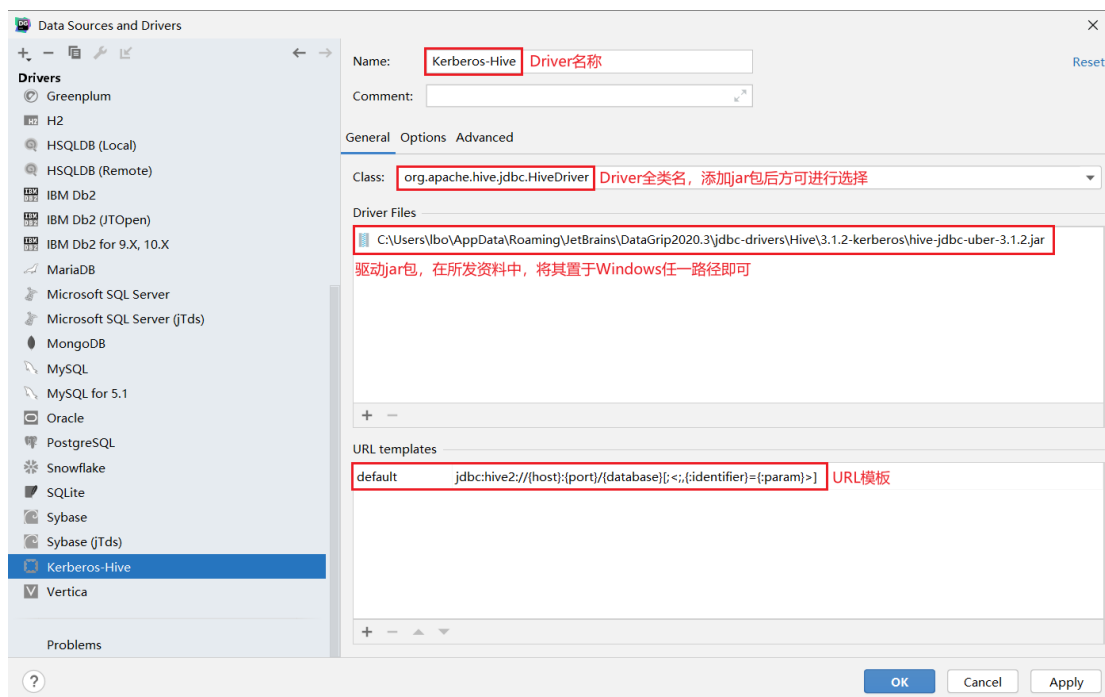 Data Sources and Drivers
Drivers
Greenplum
H2
HSQLDB (Local)
HSQLDB (Remote)
IBM Db2
IBM Db2 (JTOpen)
IBM Db2 for 9.X, 10.X
MariaDB
Microsoft SQL Server
Microsoft SQL Server (jTds)
MongoDB
MySQL
MySQL for 5.1
Oracle
PostgreSQL
Snowflake
SQLite
Sybase
Sybase (jTds)
Kerberos-Hive
Vertica
Problems
Name: Kerberos-Hive Driver名称
Reset
Comment:
General Options Advanced
Class: org.apache.hive.jdbc.HiveDriver Driver全类名，添加jar包后方可进行选择
Driver Files
C:\Users\lbo\AppData\Roaming\JetBrains\DataGrip2020.3\jdbc-drivers\Hive\3.1.2-kerberos\hive-jdbc-uber-3.1.2.jar
驱动jar包，在所发资料中，将其置于Windows任一路径即可
URL templates
default jdbc:hive2://{host}:{port}/{database}[;<;,{:identifier}={:param}>] URL模板
? OK Cancel Apply